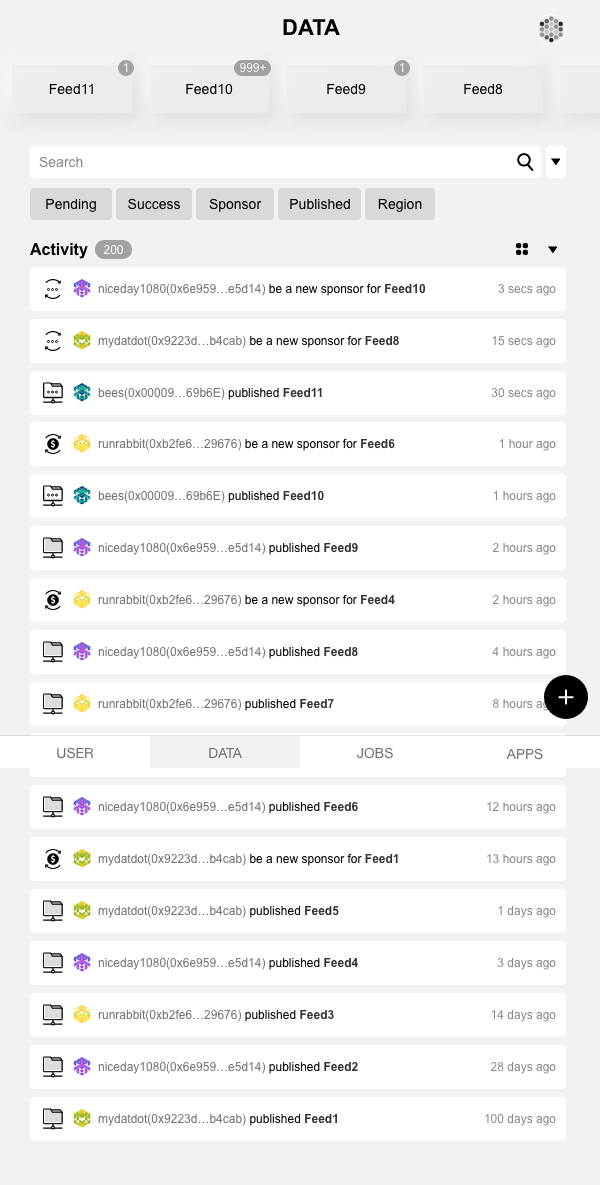 DATA
1
999+
1
Feed11
Feed10
Feed9
Feed8
Search
Pending
Success
Sponsor
Published
Region
Activity 200
niceday1080(0x6e959…e5d14) be a new sponsor for Feed10 3 secs ago
mydatdot(0x9223d…b4cab) be a new sponsor for Feed8 15 secs ago
bees(0x00009…69b6E) published Feed11 30 secs ago
runrabbit(0xb2fe6…29676) be a new sponsor for Feed6 1 hour ago
bees(0x00009…69b6E) published Feed10 1 hours ago
niceday1080(0x6e959…e5d14) published Feed9 2 hours ago
runrabbit(0xb2fe6…29676) be a new sponsor for Feed4 2 hours ago
niceday1080(0x6e959…e5d14) published Feed8 4 hours ago
runrabbit(0xb2fe6…29676) published Feed7 8 hours
USER
DATA
JOBS
APPS
niceday1080(0x6e959…e5d14) published Feed6 12 hours ago
mydatdot(0x9223d…b4cab) be a new sponsor for Feed1 13 hours ago
mydatdot(0x9223d…b4cab) published Feed5 1 days ago
niceday1080(0x6e959…e5d14) published Feed4 3 days ago
runrabbit(0xb2fe6…29676) published Feed3 14 days ago
niceday1080(0x6e959…e5d14) published Feed2 28 days ago
mydatdot(0x9223d…b4cab) published Feed1 100 days ago